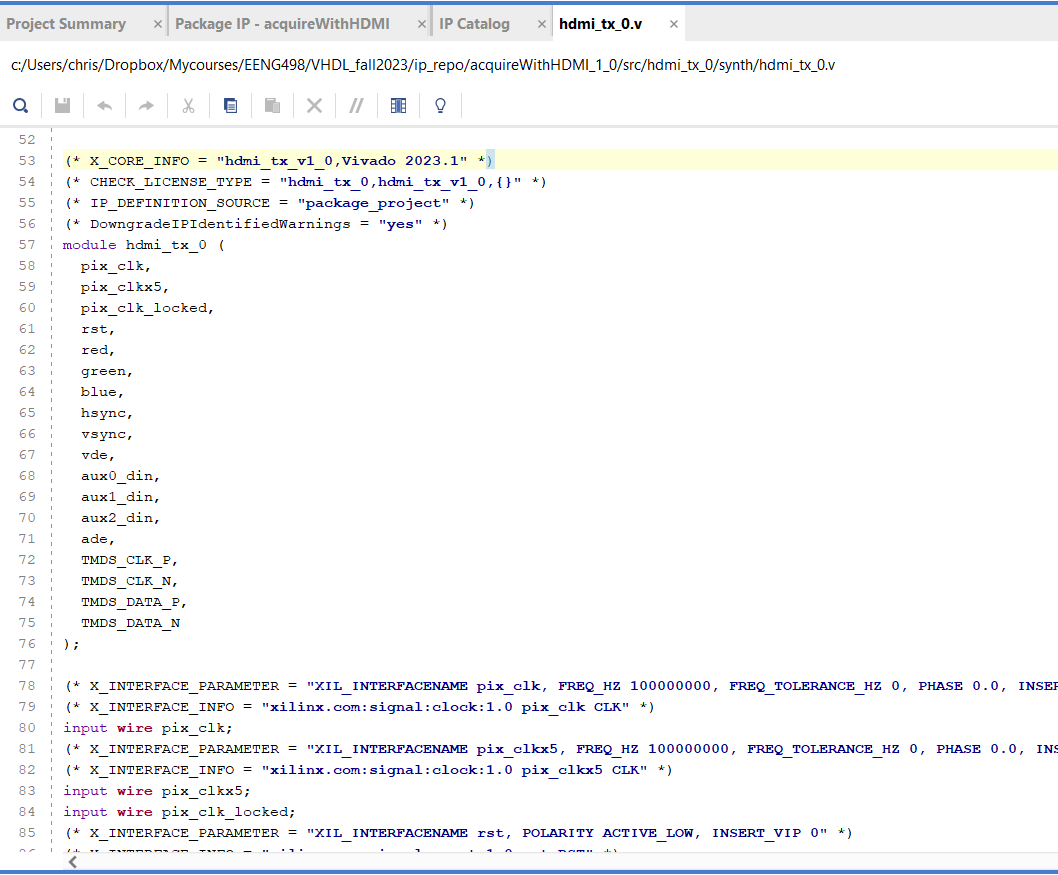 Project Summary × Package IP - acquireWithHDMI × IP Catalog × hdmi_tx_0.v ×
c:/Users/chris/Dropbox/Mycourses/EENG498/VHDL_fall2023/ip_repo/acquireWithHDMI_1_0/src/hdmi_tx_0/synth/hdmi_tx_0.v
52
53 (* X_CORE_INFO = "hdmi_tx_v1_0,Vivado 2023.1" *)
54 (* CHECK_LICENSE_TYPE = "hdmi_tx_0,hdmi_tx_v1_0,{}" *)
55 (* IP_DEFINITION_SOURCE = "package_project" *)
56 (* DowngradeIPIdentifiedWarnings = "yes" *)
57 module hdmi_tx_0 (
58 pix_clk,
59 pix_clkx5,
60 pix_clk_locked,
61 rst,
62 red,
63 green,
64 blue,
65 hsync,
66 vsync,
67 vde,
68 aux0_din,
69 aux1_din,
70 aux2_din,
71 ade,
72 TMDS_CLK_P,
73 TMDS_CLK_N,
74 TMDS_DATA_P,
75 TMDS_DATA_N
76 );
77
78 (* X_INTERFACE_PARAMETER = "XIL_INTERFACENAME pix_clk, FREQ_HZ 100000000, FREQ_TOLERANCE_HZ 0, PHASE 0.0, INSER
79 (* X_INTERFACE_INFO = "xilinx.com:signal:clock:1.0 pix_clk CLK" *)
80 input wire pix_clk;
81 (* X_INTERFACE_PARAMETER = "XIL_INTERFACENAME pix_clkx5, FREQ_HZ 100000000, FREQ_TOLERANCE_HZ 0, PHASE 0.0, INS
82 (* X_INTERFACE_INFO = "xilinx.com:signal:clock:1.0 pix_clkx5 CLK" *)
83 input wire pix_clkx5;
84 input wire pix_clk_locked;
85 (* X_INTERFACE_PARAMETER = "XIL_INTERFACENAME rst, POLARITY ACTIVE_LOW, INSERT_VIP 0" *)